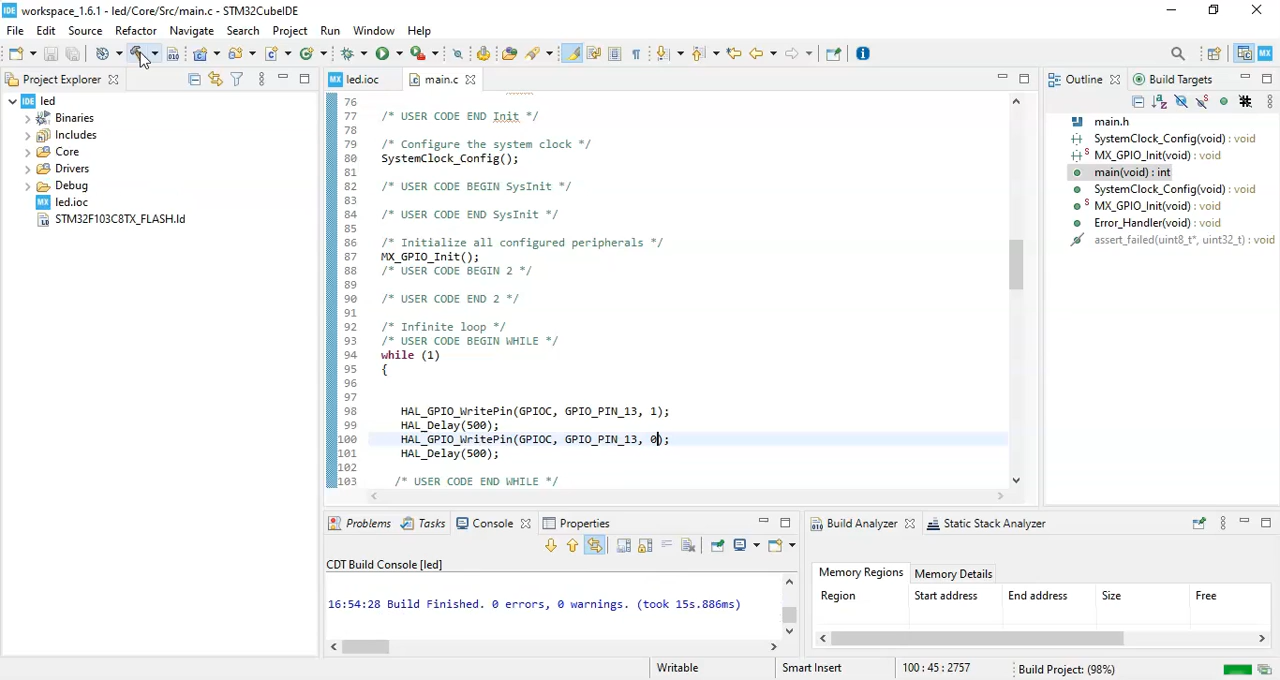 IDE workspace_1.6.1 - led/Core/Src/main.c - STM32CubeIDE
File Edit Source Refactor Navigate Search Project Run Window Help
Project Explorer
MX led.ioc
main.c
Outline
Build Targets
IDE led
Binaries
Includes
Core
Drivers
Debug
MX led.ioc
STM32F103C8TX_FLASH.ld
76
77 /* USER CODE END Init */
78
79 /* Configure the system clock */
80 SystemClock_Config();
81
82 /* USER CODE BEGIN SysInit */
83
84 /* USER CODE END SysInit */
85
86 /* Initialize all configured peripherals */
87 MX_GPIO_Init();
88 /* USER CODE BEGIN 2 */
89
90 /* USER CODE END 2 */
91
92 /* Infinite loop */
93 /* USER CODE BEGIN WHILE */
94 while (1)
95 {
96
97
98 HAL_GPIO_WritePin(GPIOC, GPIO_PIN_13, 1);
99 HAL_Delay(500);
100 HAL_GPIO_WritePin(GPIOC, GPIO_PIN_13, 0);
101 HAL_Delay(500);
102
103 /* USER CODE END WHILE */
main.h
SystemClock_Config(void) : void
S MX_GPIO_Init(void) : void
main(void) : int
SystemClock_Config(void) : void
S MX_GPIO_Init(void) : void
Error_Handler(void) : void
assert_failed(uint8_t*, uint32_t) : void
Problems Tasks Console Properties
CDT Build Console [led]
16:54:28 Build Finished. 0 errors, 0 warnings. (took 15s.886ms)
Build Analyzer Static Stack Analyzer
Memory Regions Memory Details
Region Start address End address Size Free
Writable Smart Insert 100 : 45 : 2757 Build Project: (98%)